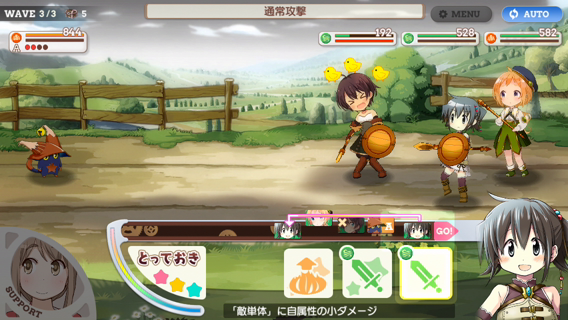 WAVE 3/3 5
通常攻撃
MENU
AUTO
844
A
192
528
582
A
GO!
とっておき
SUPPORT
「敵単体」に自属性の小ダメージ